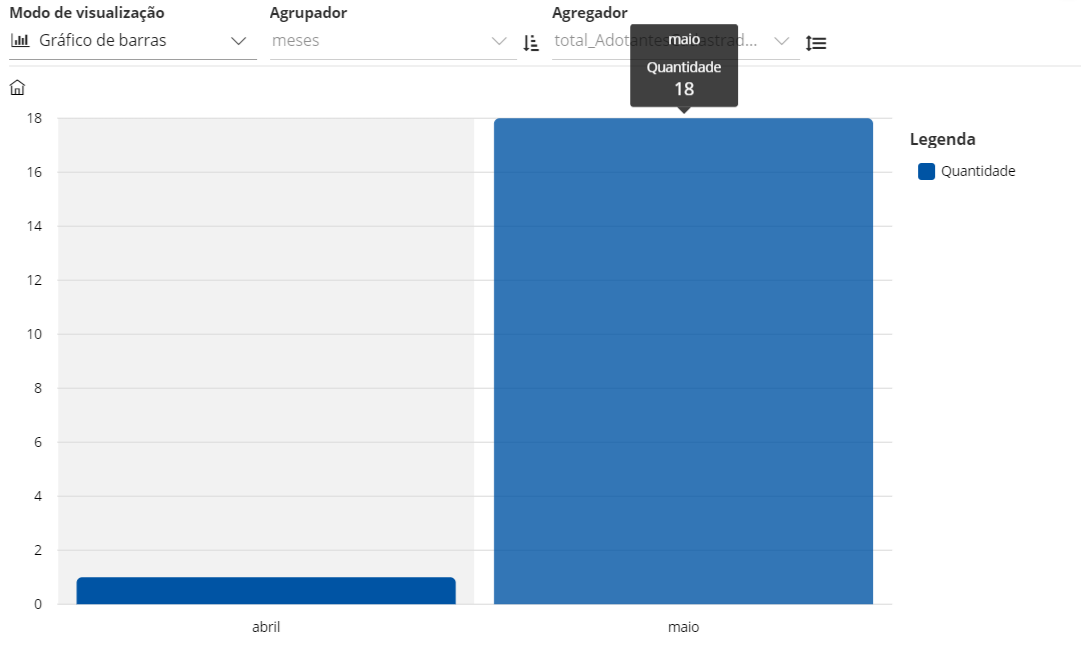 Modo de visualização
Agrupador
Agregador
Gráfico de barras
meses
maio
Quantidade
18
18
16
14
12
10
8
6
4
2
0
abril
maio
Legenda
Quantidade